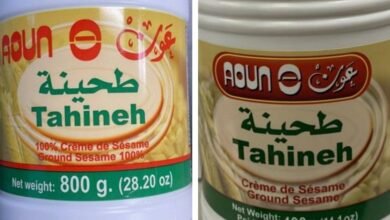 AOUN عون
طحينة
Tahineh
100% Crème de Sésame
Ground Sesame 100%
Net weight: 800 g. (28.20 oz)
AOUN عون
طحينة
Tahineh
Crème de Sésame
Ground Sesame